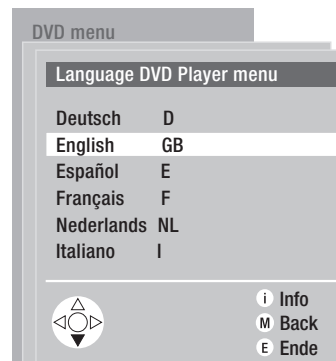 DVD menu
Language DVD Player menu
Deutsch D
English GB
Español E
Français F
Nederlands NL
Italiano I
i Info
M Back
E Ende